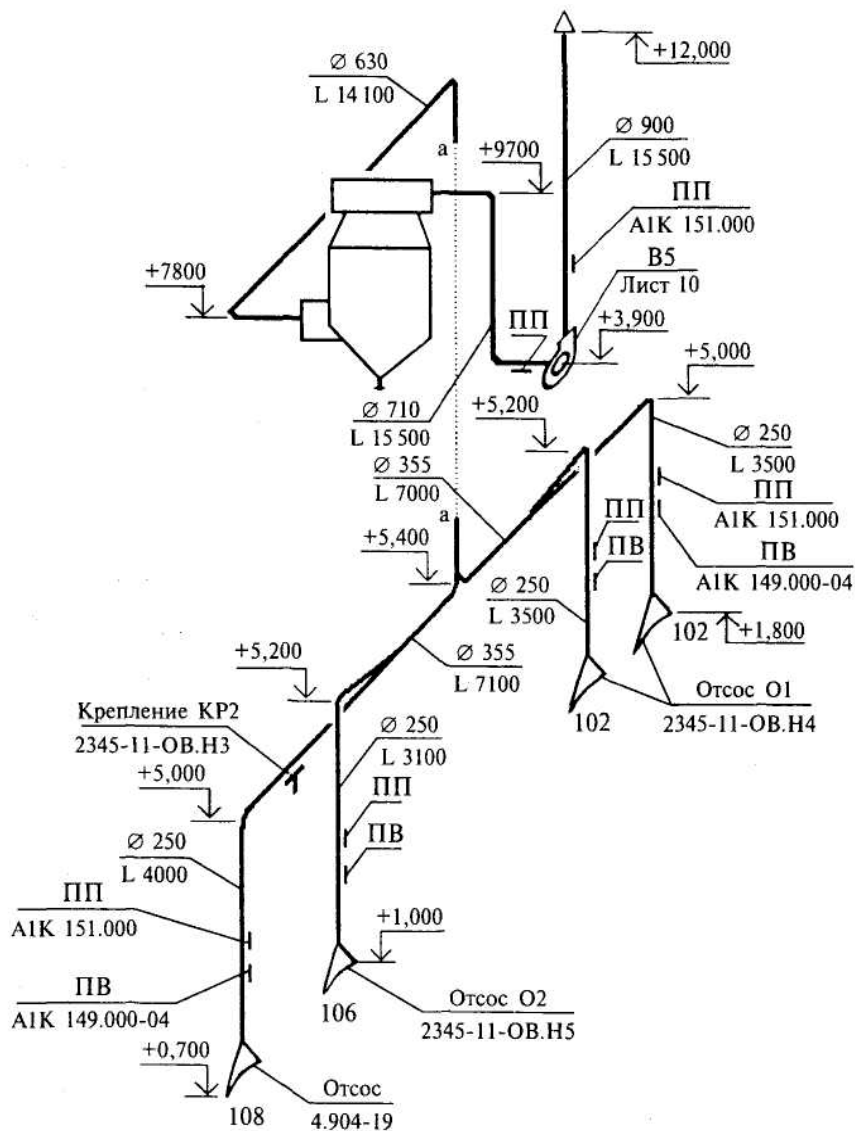 +12,000
Ø 630
L 14 100
а
+9700
Ø 900
L 15 500
ПП
А1К 151.000
В5
Лист 10
+7800
ПП
+3,900
+5,000
Ø 710
L 15 500
+5,200
Ø 250
L 3500
Ø 355
L 7000
ПП
А1К 151.000
а
ПП
ПВ
ПВ
А1К 149.000-04
+5,400
Ø 250
L 3500
102
+1,800
+5,200
Ø 355
L 7100
Отсос О1
2345-11-ОВ.Н4
102
Крепление КР2
2345-11-ОВ.Н3
Ø 250
L 3100
+5,000
ПП
ПВ
Ø 250
L 4000
ПП
А1К 151.000
+1,000
ПВ
А1К 149.000-04
106
Отсос О2
2345-11-ОВ.Н5
+0,700
108
Отсос
4.904-19